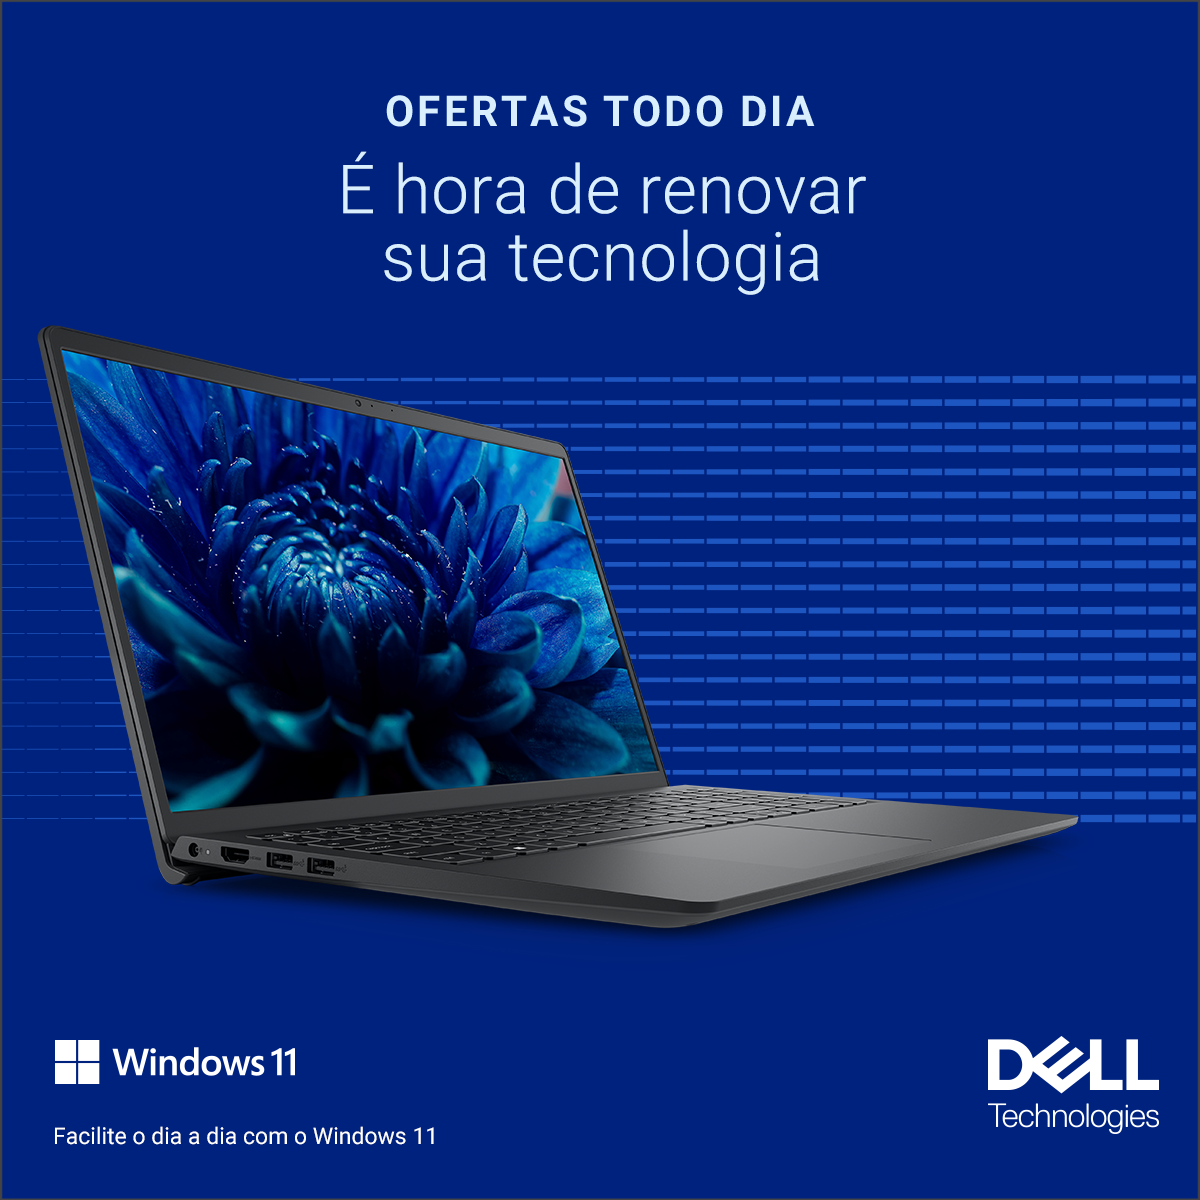 OFERTAS TODO DIA
É hora de renovar
sua tecnologia
Windows 11
Facilite o dia a dia com o Windows 11
DELL
Technologies